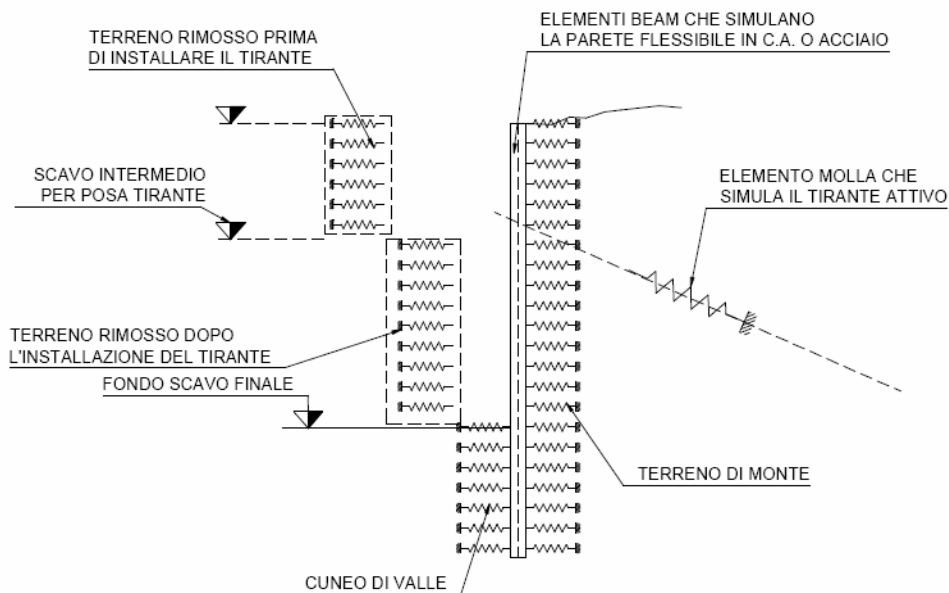 ELEMENTI BEAM CHE SIMULANO
LA PARETE FLESSIBILE IN C.A. O ACCIAIO
TERRENO RIMOSSO PRIMA
DI INSTALLARE IL TIRANTE
SCAVO INTERMEDIO
PER POSA TIRANTE
ELEMENTO MOLLA CHE
SIMULA IL TIRANTE ATTIVO
TERRENO RIMOSSO DOPO
L'INSTALLAZIONE DEL TIRANTE
FONDO SCAVO FINALE
TERRENO DI MONTE
CUNEO DI VALLE